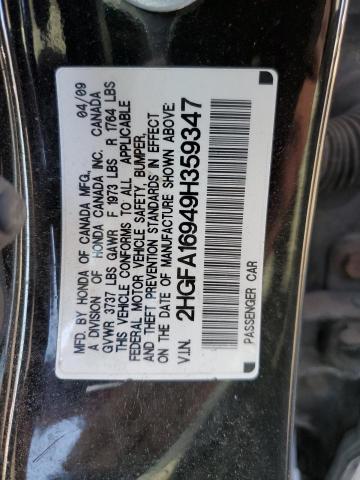 MFD. BY HONDA OF CANADA MFG., 04/09
A DIVISION OF HONDA CANADA INC. CANADA
GVWR 3737 LBS GAWR F 1973 LBS R 1764 LBS
THIS VEHICLE CONFORMS TO ALL APPLICABLE
FEDERAL MOTOR VEHICLE SAFETY, BUMPER,
AND THEFT PREVENTION STANDARDS IN EFFECT
ON THE DATE OF MANUFACTURE SHOWN ABOVE.
V.I.N. 2HGFA16949H359347
PASSENGER CAR